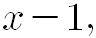 x − 1,